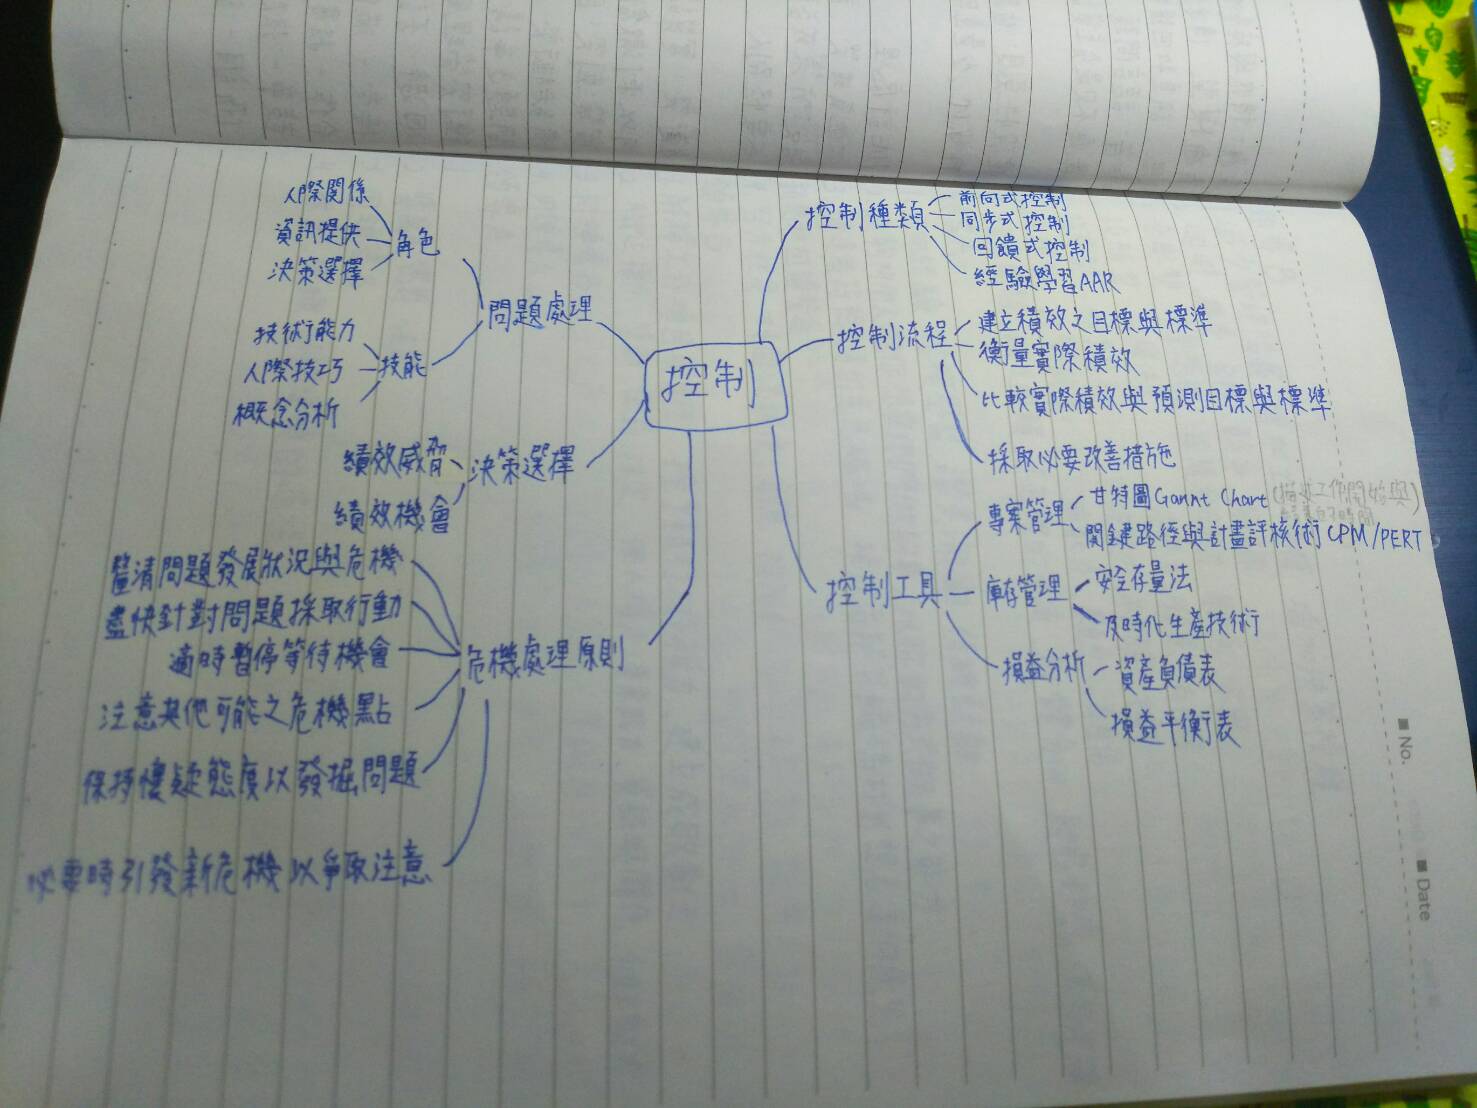 控制
控制種類
前向式控制
同步式控制
回饋式控制
經驗學習AAR
控制流程
建立積效之目標與標準
衡量實際積效
比較實際積效與預測目標與標準
採取必要改善措施
控制工具
專案管理
甘特圖Gannt Chart (描述工作開始與
時間)
關鍵路徑與計畫評核術CPM/PERT
庫存管理
安全存量法
及時化生產技術
損益分析
資產負債表
損益平衡表
問題處理
角色
人際關係
資訊提供
決策選擇
技能
技術能力
人際技巧
概念分析
決策選擇
績效威脅
績效機會
危機處理原則
釐清問題發展狀況與危機
盡快針對問題採取行動
適時暫停等待機會
注意其他可能之危機點
保持懷疑態度以發掘問題
必要時引發新危機以爭取注意
No.
Date